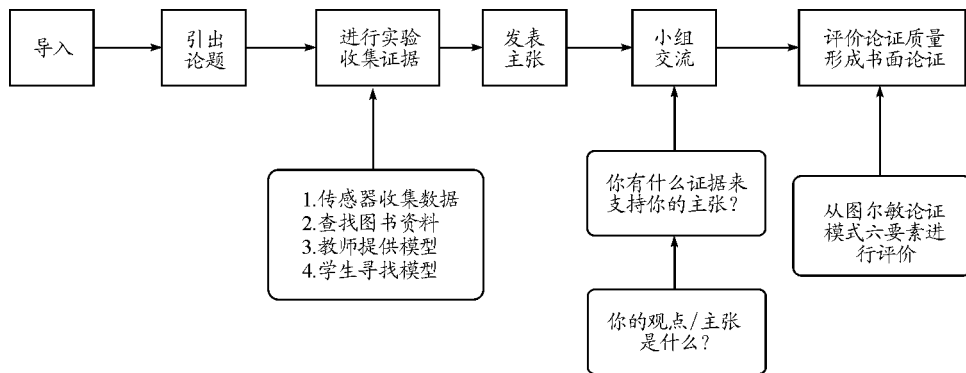 导入
引出
论题
进行实验
收集证据
发表
主张
小组
交流
评价论证质量
形成书面论证
1.传感器收集数据
2.查找图书资料
3.教师提供模型
4.学生寻找模型
你有什么证据来
支持你的主张?
你的观点/主张
是什么?
从图尔敏论证
模式六要素进
行评价